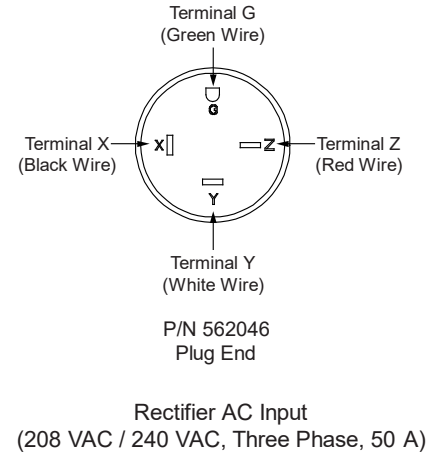 Terminal G
(Green Wire)
G
Terminal X
(Black Wire)
X
Z
Terminal Z
(Red Wire)
Y
Terminal Y
(White Wire)
P/N 562046
Plug End
Rectifier AC Input
(208 VAC / 240 VAC, Three Phase, 50 A)